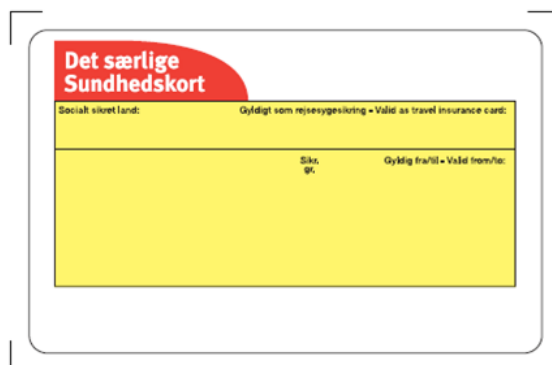 Det særlige
Sundhedskort
Socialt sikret land: Gyldigt som rejsesygesikring - Valid as travel insurance card:
Sikr. Gyldig fra/til - Valid from/to:
gr.